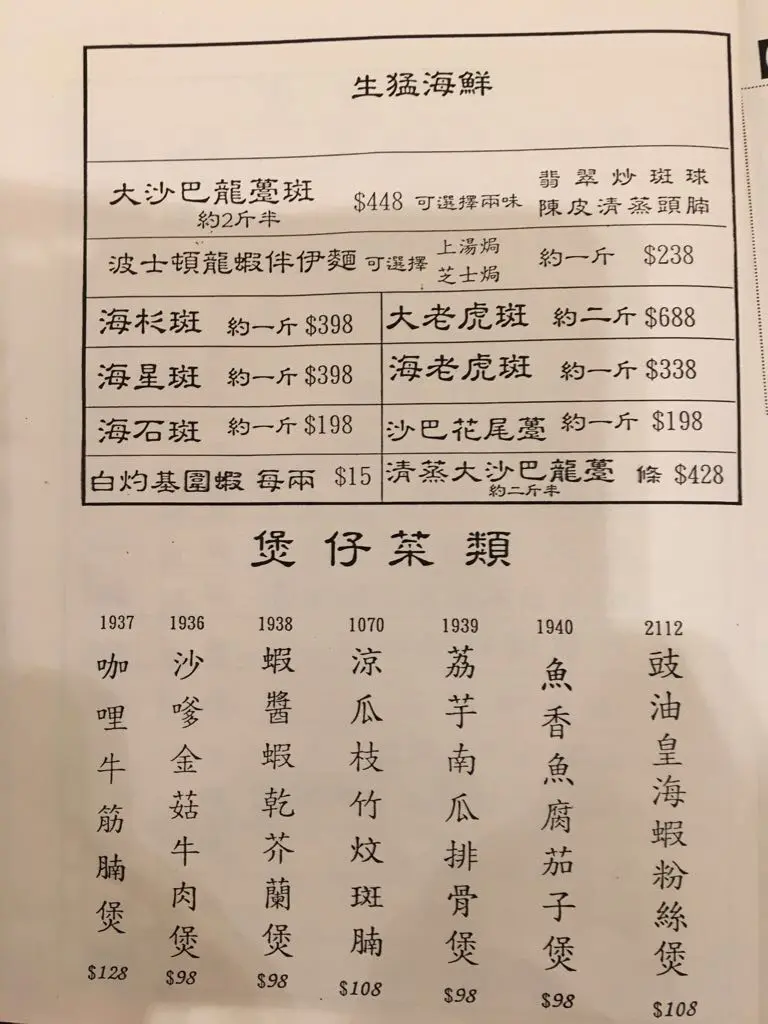 生猛海鮮
大沙巴龍躉斑 $448 可選擇兩味 翡翠炒斑球
約2斤半 陳皮清蒸頭腩
波士頓龍蝦伴伊麵 可選擇 上湯焗 約一斤 $238
芝士焗
海杉斑 約一斤 $398 大老虎斑 約二斤 $688
海星斑 約一斤 $398 海老虎斑 約一斤 $338
海石斑 約一斤 $198 沙巴花尾躉 約一斤 $198
白灼基圍蝦 每兩 $15 清蒸大沙巴龍躉 條 $428
約二斤半
煲仔菜類
1937 咖哩牛筋腩煲 $128
1936 沙嗲金菇牛肉煲 $98
1938 蝦醬蝦乾芥蘭煲 $98
1070 涼瓜枝竹炆斑腩 $108
1939 荔芋南瓜排骨煲 $98
1940 魚香魚腐茄子煲 $98
2112 豉油皇海蝦粉絲煲 $108